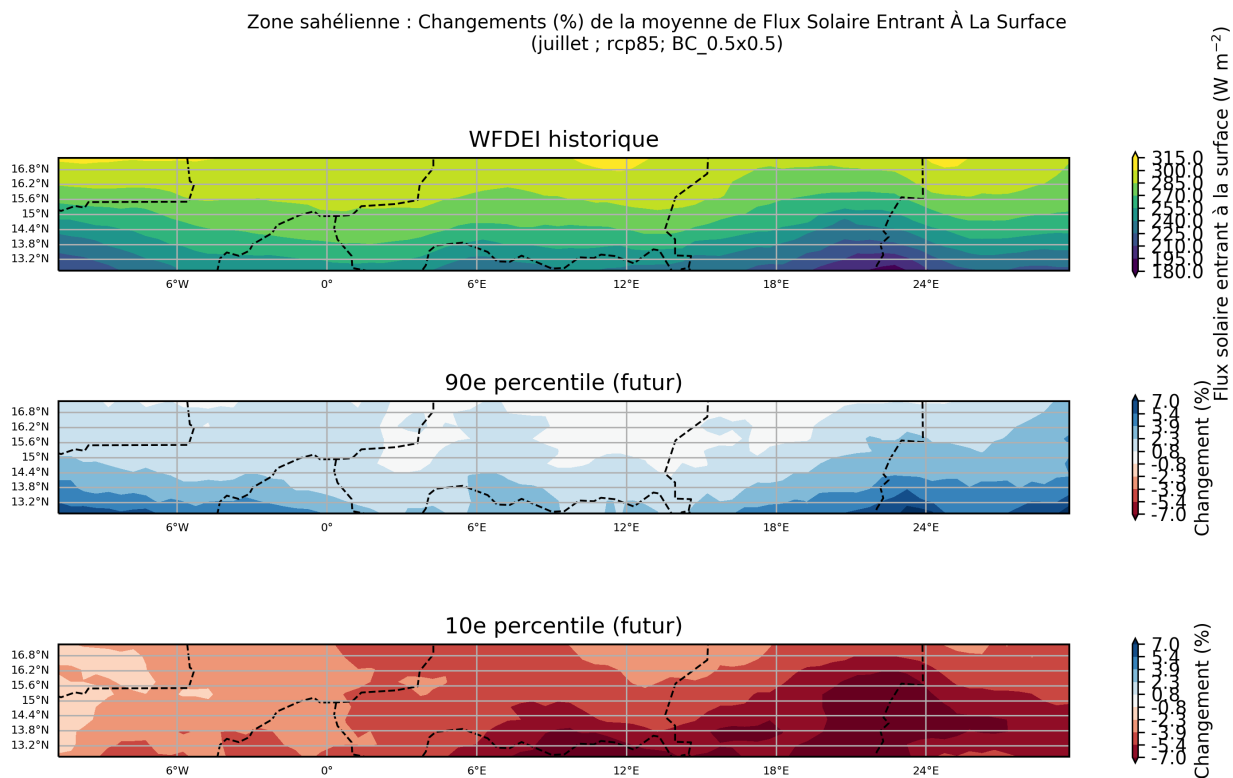 Zone sahélienne : Changements (%) de la moyenne de Flux Solaire Entrant À La Surface
(juillet ; rcp85; BC_0.5x0.5)
WFDEI historique
16.8°N
16.2°N
15.6°N
15°N
14.4°N
13.8°N
13.2°N
6°W
0°
6°E
12°E
18°E
24°E
315.0
300.0
285.0
270.0
255.0
240.0
225.0
210.0
195.0
180.0
Flux solaire entrant à la surface (W m⁻²)
90e percentile (futur)
16.8°N
16.2°N
15.6°N
15°N
14.4°N
13.8°N
13.2°N
6°W
0°
6°E
12°E
18°E
24°E
7.0
5.4
3.9
2.3
0.8
-0.8
-2.3
-3.9
-5.4
-7.0
Changement (%)
10e percentile (futur)
16.8°N
16.2°N
15.6°N
15°N
14.4°N
13.8°N
13.2°N
6°W
0°
6°E
12°E
18°E
24°E
7.0
5.4
3.9
2.3
0.8
-0.8
-2.3
-3.9
-5.4
-7.0
Changement (%)